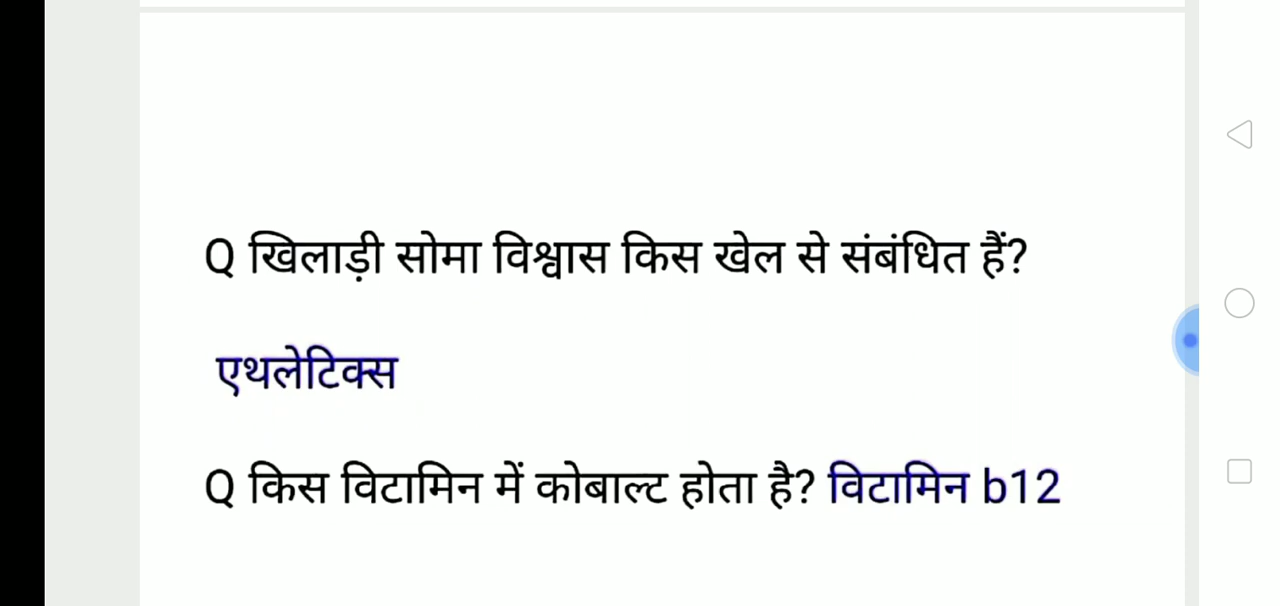 Q खिलाड़ी सोमा विश्वास किस खेल से संबंधित हैं?
एथलेटिक्स
Q किस विटामिन में कोबाल्ट होता है? विटामिन b12